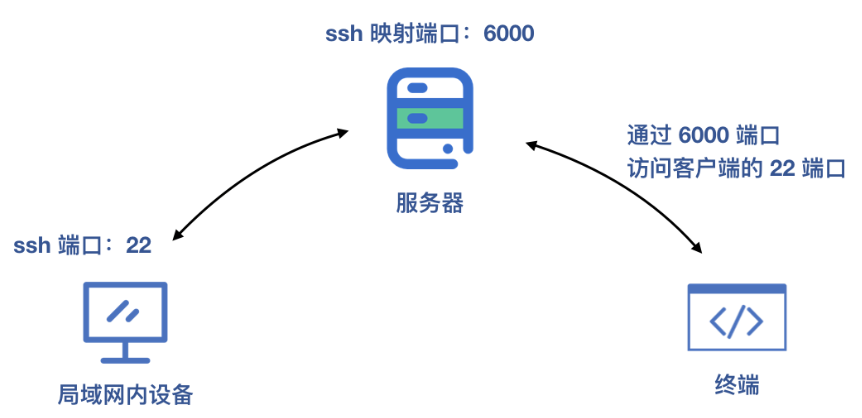 ssh 映射端口：6000
通过 6000 端口
访问客户端的 22 端口
服务器
ssh 端口：22
局域网内设备
终端